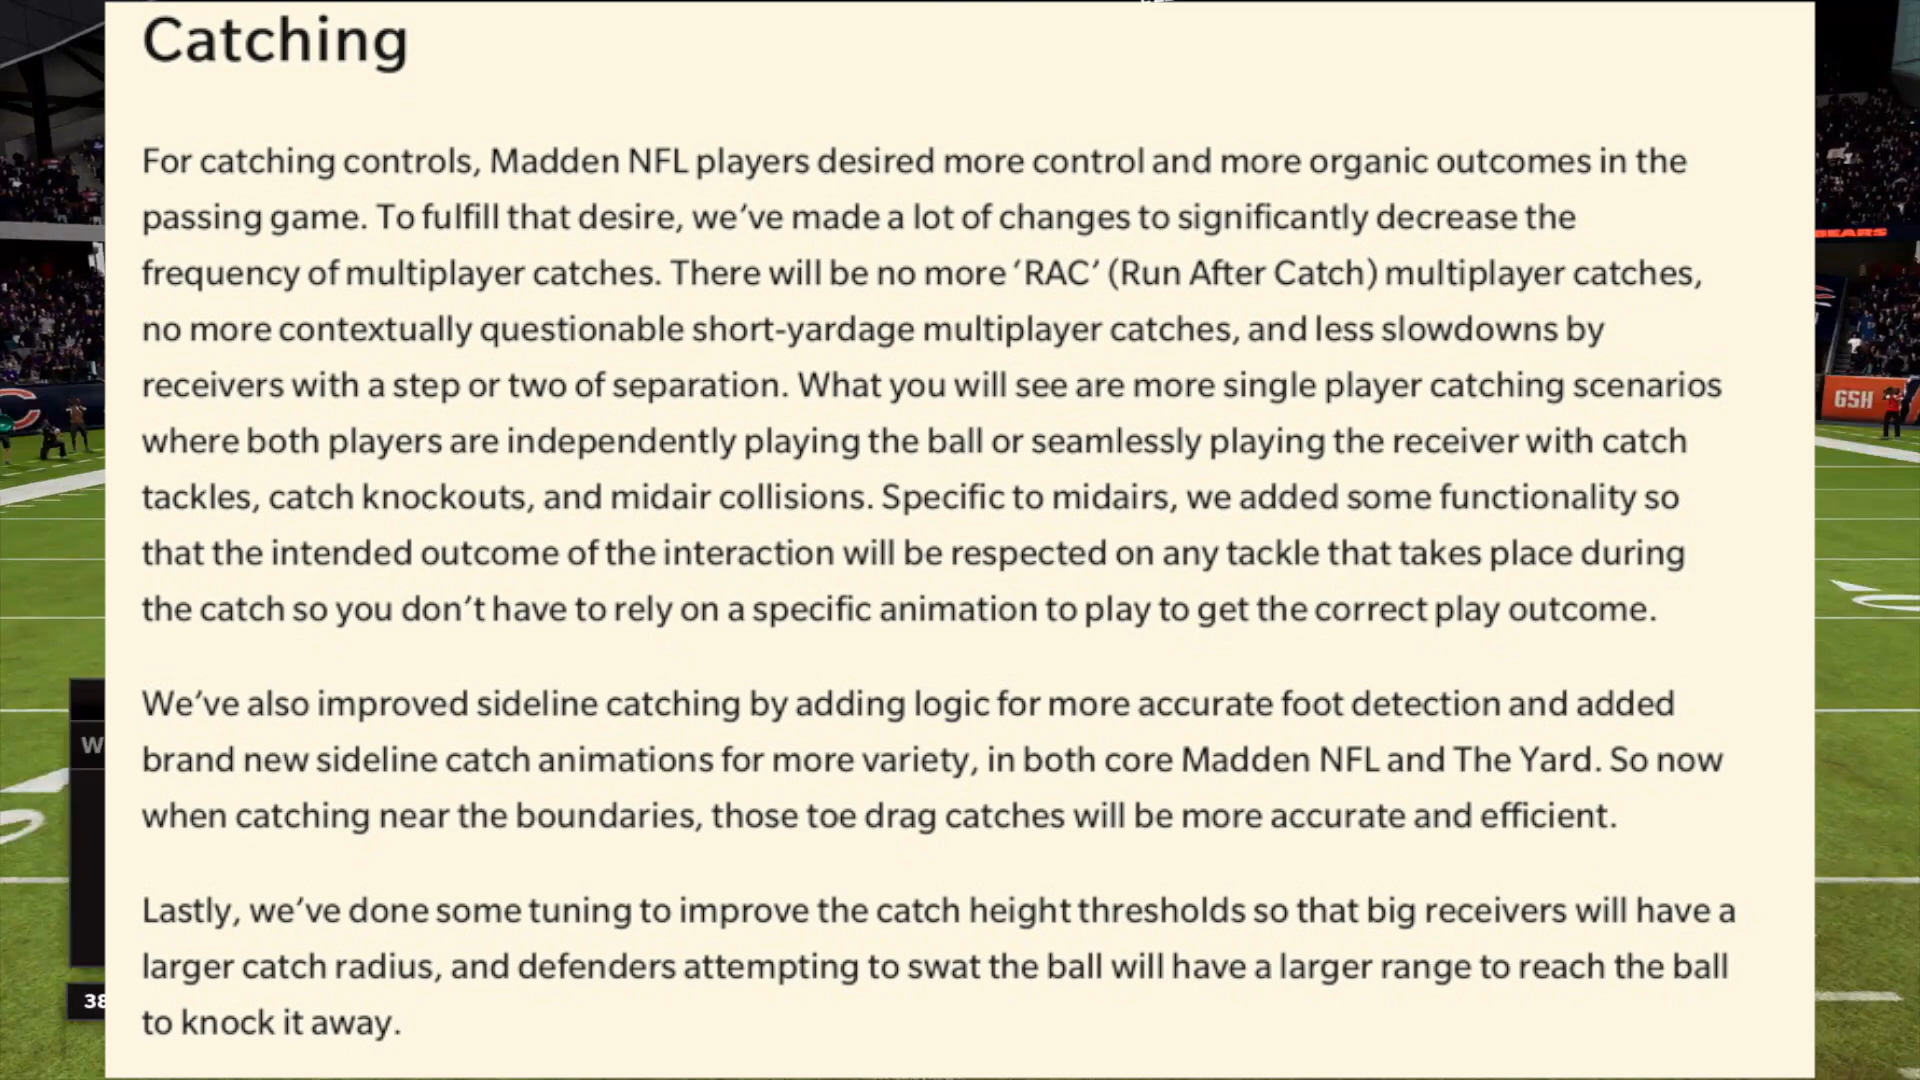 Catching
For catching controls, Madden NFL players desired more control and more organic outcomes in the
passing game. To fulfill that desire, we’ve made a lot of changes to significantly decrease the
frequency of multiplayer catches. There will be no more ‘RAC’ (Run After Catch) multiplayer catches,
no more contextually questionable short-yardage multiplayer catches, and less slowdowns by
receivers with a step or two of separation. What you will see are more single player catching scenarios
where both players are independently playing the ball or seamlessly playing the receiver with catch
tackles, catch knockouts, and midair collisions. Specific to midairs, we added some functionality so
that the intended outcome of the interaction will be respected on any tackle that takes place during
the catch so you don’t have to rely on a specific animation to play to get the correct play outcome.
We’ve also improved sideline catching by adding logic for more accurate foot detection and added
brand new sideline catch animations for more variety, in both core Madden NFL and The Yard. So now
when catching near the boundaries, those toe drag catches will be more accurate and efficient.
Lastly, we’ve done some tuning to improve the catch height thresholds so that big receivers will have a
larger catch radius, and defenders attempting to swat the ball will have a larger range to reach the ball
to knock it away.
BEARS
GSH
W
38